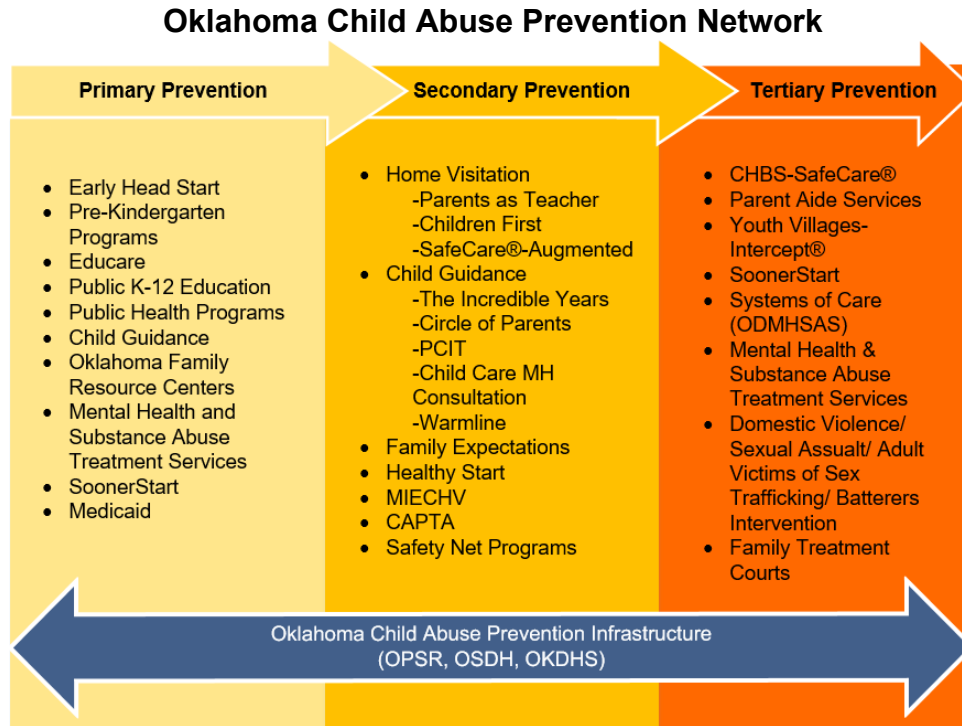 Oklahoma Child Abuse Prevention Network
Primary Prevention
Secondary Prevention
Tertiary Prevention
• Early Head Start
• Pre-Kindergarten
Programs
• Educare
• Public K-12 Education
• Public Health Programs
• Child Guidance
• Oklahoma Family
Resource Centers
• Mental Health and
Substance Abuse
Treatment Services
• SoonerStart
• Medicaid
• Home Visitation
-Parents as Teacher
-Children First
-SafeCare®-Augmented
• Child Guidance
-The Incredible Years
-Circle of Parents
-PCIT
-Child Care MH
Consultation
-Warmline
• Family Expectations
• Healthy Start
• MIECHV
• CAPTA
• Safety Net Programs
• CHBS-SafeCare®
• Parent Aide Services
• Youth Villages-
Intercept®
• SoonerStart
• Systems of Care
(ODMHSAS)
• Mental Health &
Substance Abuse
Treatment Services
• Domestic Violence/
Sexual Assualt/ Adult
Victims of Sex
Trafficking/ Batterers
Intervention
• Family Treatment
Courts
Oklahoma Child Abuse Prevention Infrastructure
(OPSR, OSDH, OKDHS)